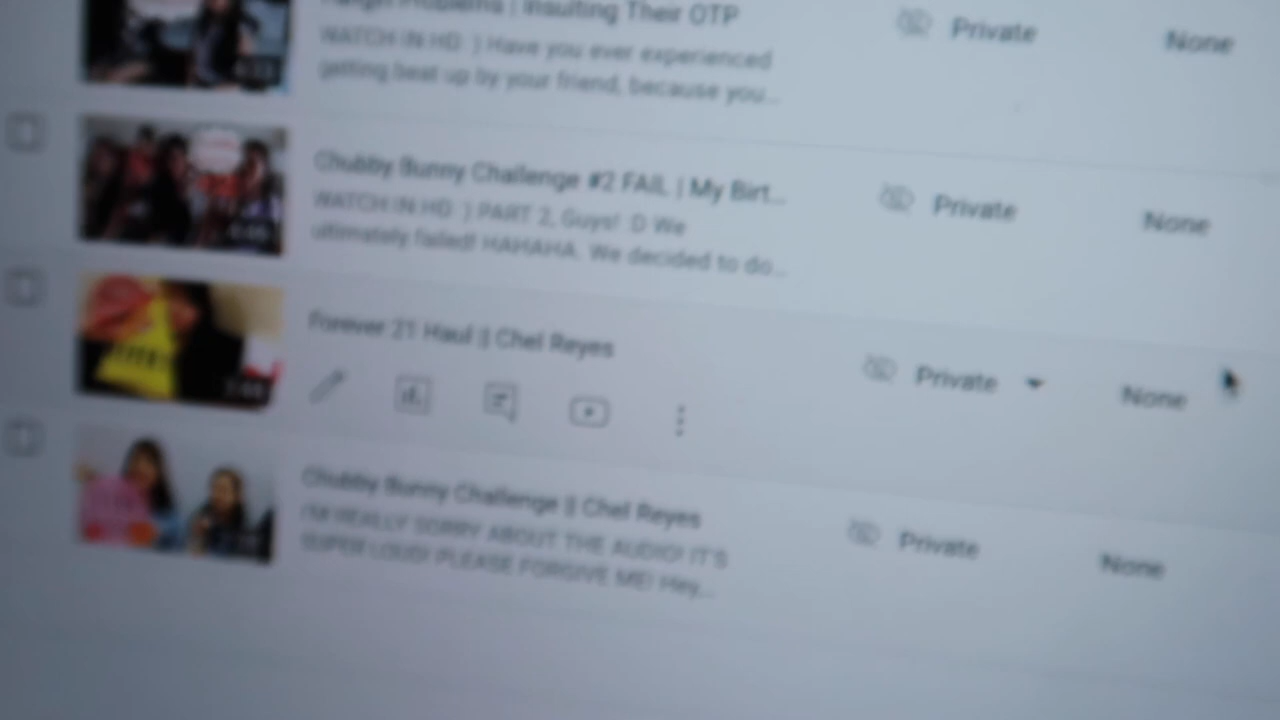 Problems | Insulting Their OTP
Private
None
WATCH IN HD :) Have you ever experienced
getting beat up by your friend, because you...
Chubby Bunny Challenge #2 FAIL | My Birt...
Private
None
WATCH IN HD :) PART 2, Guys! :D We
ultimately failed! HAHAHA. We decided to do...
Forever 21 Haul || Chel Reyes
Private
None
Chubby Bunny Challenge || Chel Reyes
Private
None
I'M REALLY SORRY ABOUT THE AUDIO! IT'S
SUPER LOUD! PLEASE FORGIVE ME! Hey...